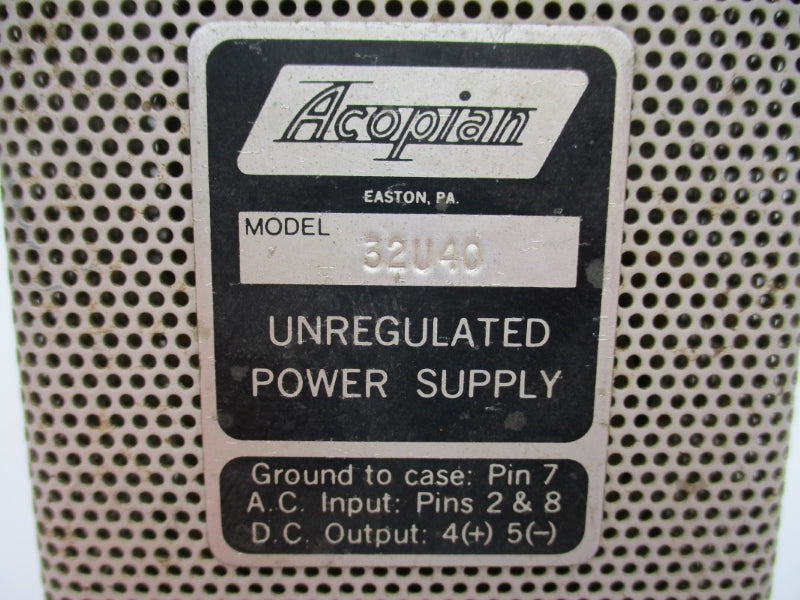 Acopian
EASTON, PA.
MODEL
32U40
UNREGULATED
POWER SUPPLY
Ground to case: Pin 7
A.C. Input: Pins 2 & 8
D.C. Output: 4(+) 5(-)